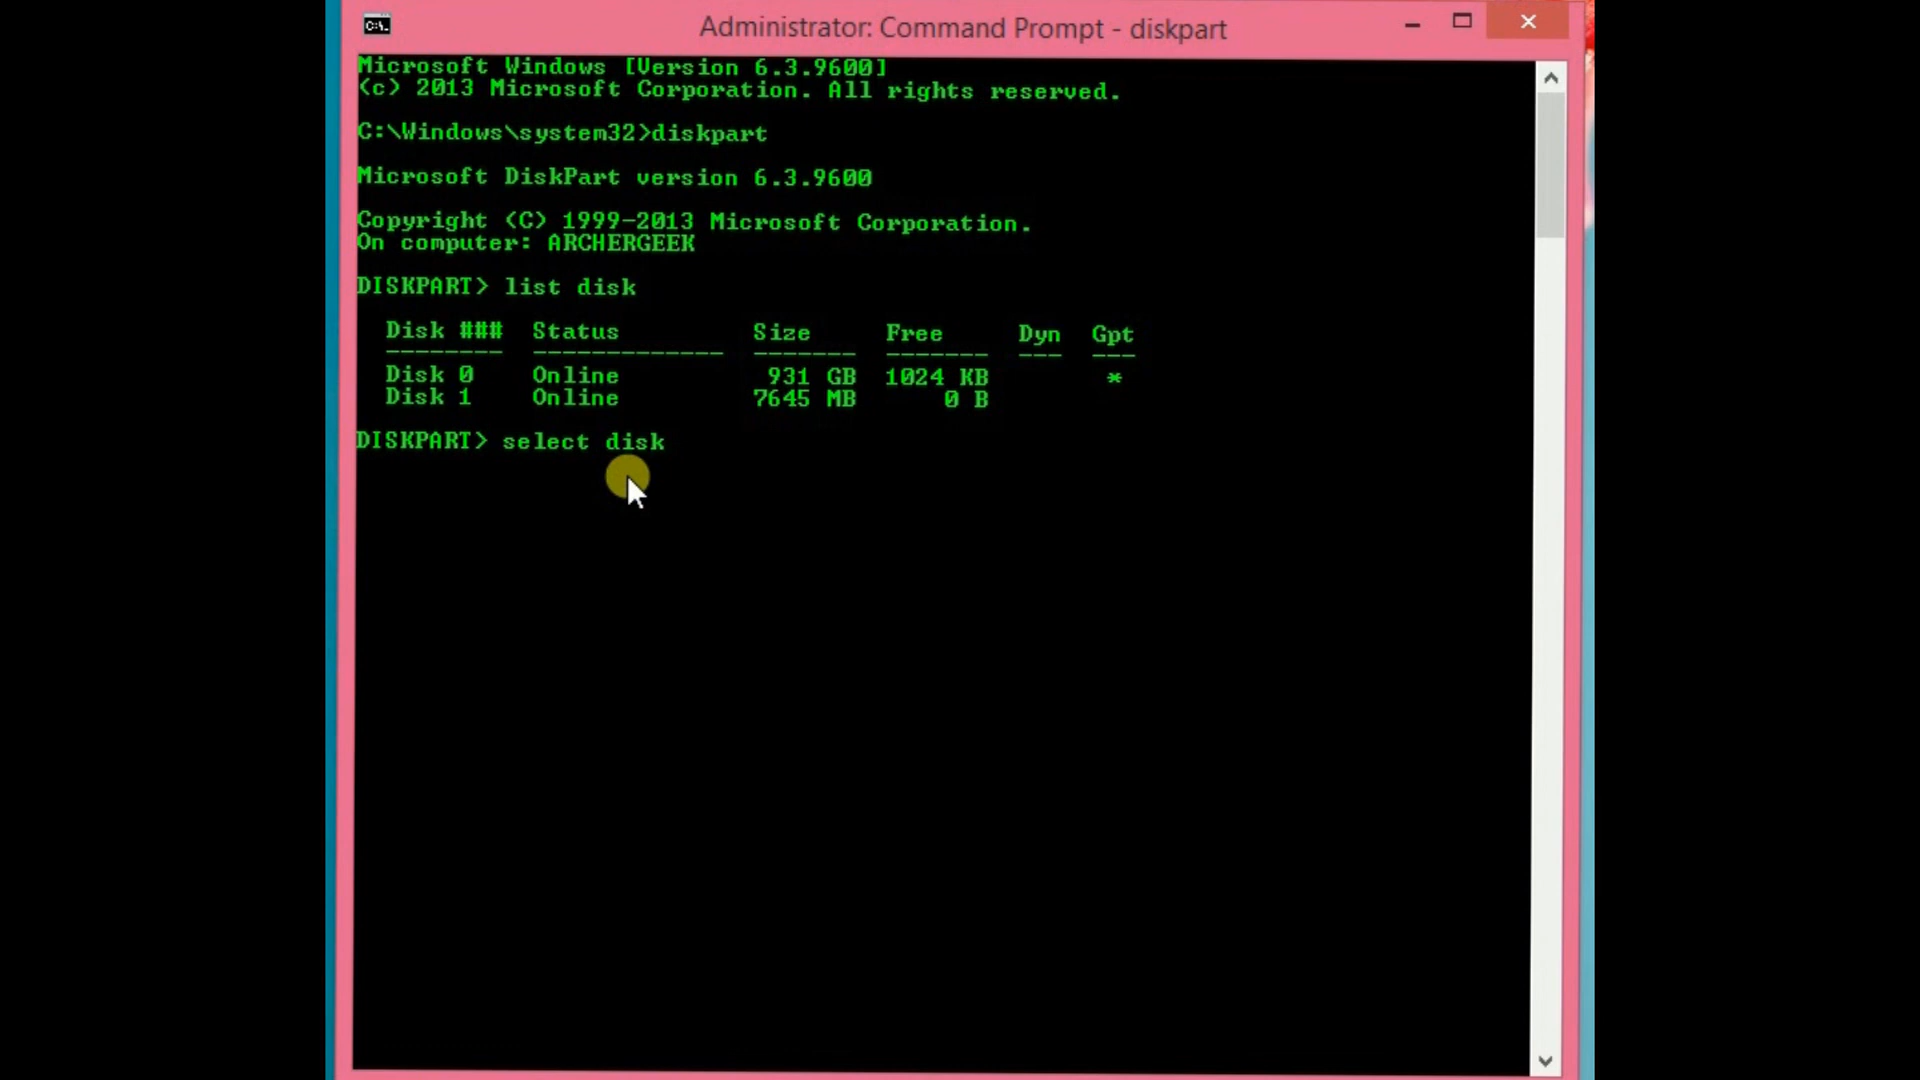 Administrator: Command Prompt - diskpart
Microsoft Windows [Version 6.3.9600]
(c) 2013 Microsoft Corporation. All rights reserved.
C:\Windows\system32>diskpart
Microsoft DiskPart version 6.3.9600
Copyright (C) 1999-2013 Microsoft Corporation.
On computer: ARCHERGEEK
DISKPART> list disk
Disk ### Status Size Free Dyn Gpt
-------- ------------- ------- ------- --- ---
Disk 0 Online 931 GB 1024 KB *
Disk 1 Online 7645 MB 0 B
DISKPART> select disk